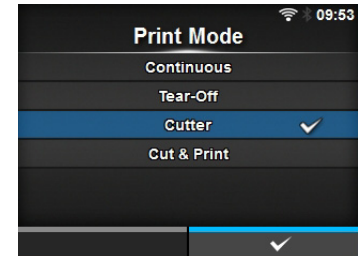 09:53
Print Mode
Continuous
Tear-Off
Cutter
Cut & Print